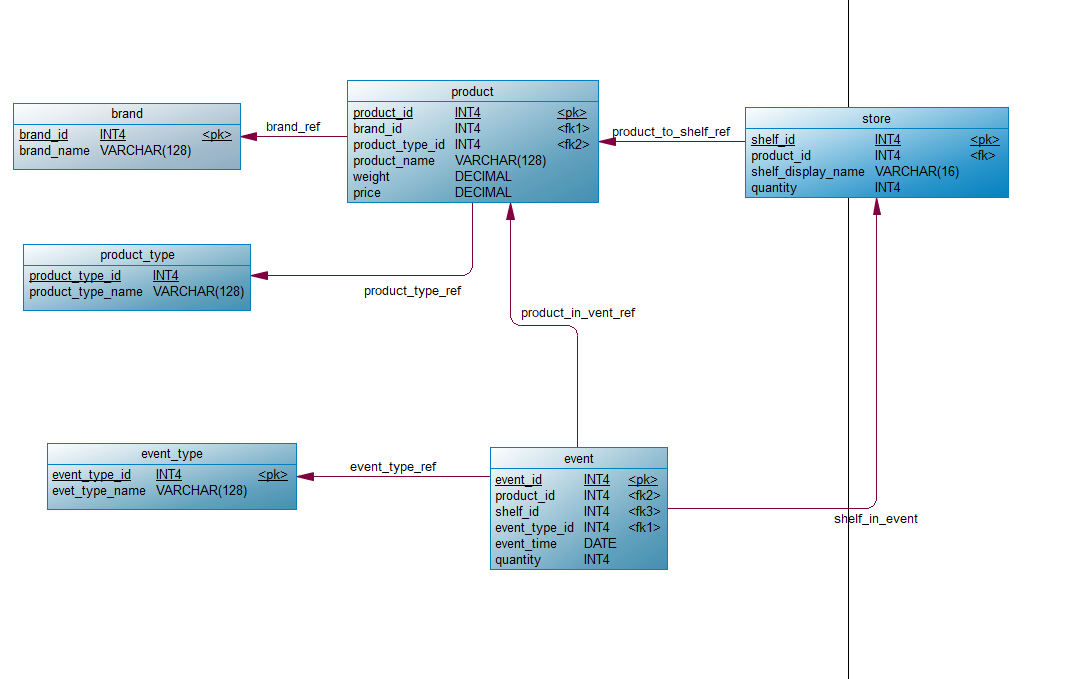 brand
brand_id INT4 <pk>
brand_name VARCHAR(128)
brand_ref
product
product_id INT4 <pk>
brand_id INT4 <fk1>
product_type_id INT4 <fk2>
product_name VARCHAR(128)
weight DECIMAL
price DECIMAL
product_to_shelf_ref
store
shelf_id INT4 <pk>
product_id INT4 <fk>
shelf_display_name VARCHAR(16)
quantity INT4
product_type
product_type_id INT4
product_type_name VARCHAR(128)
product_type_ref
product_in_vent_ref
event_type
event_type_id INT4 <pk>
evet_type_name VARCHAR(128)
event_type_ref
event
event_id INT4 <pk>
product_id INT4 <fk2>
shelf_id INT4 <fk3>
event_type_id INT4 <fk1>
event_time DATE
quantity INT4
shelf_in_event